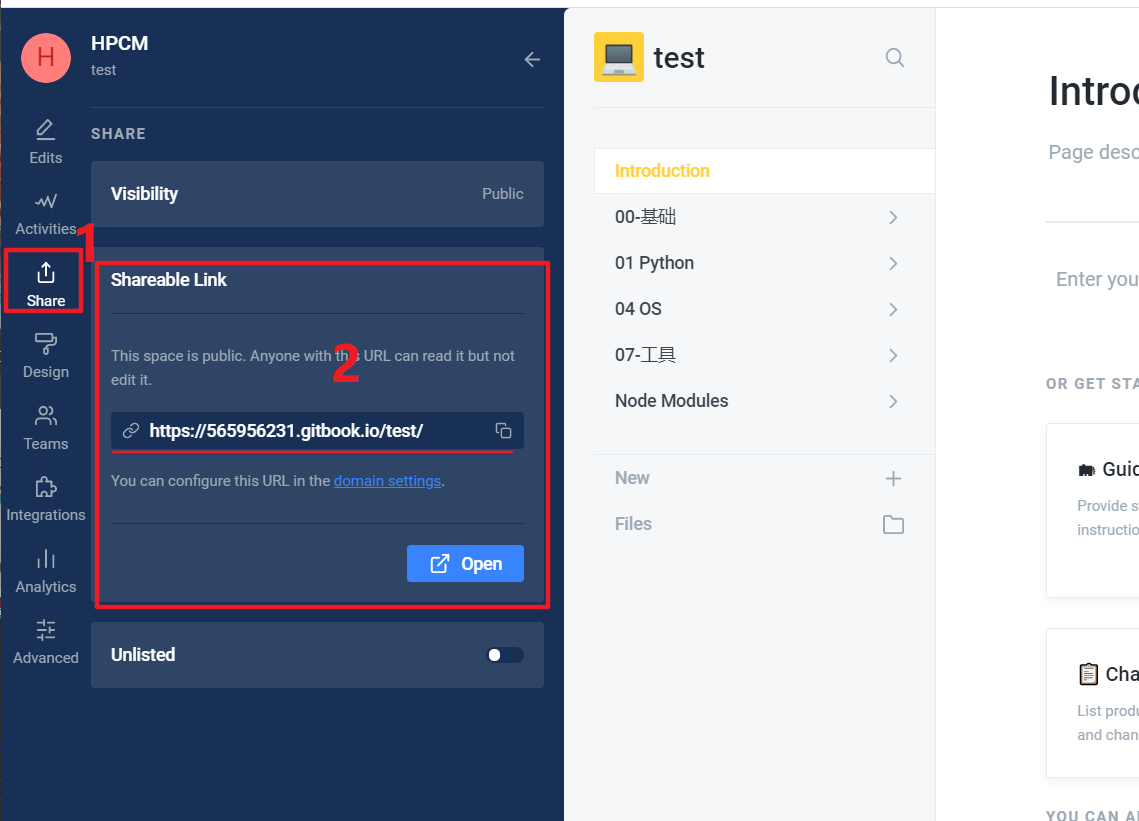 H
HPCM
test
Edits
Activities
1
Share
Design
Teams
Integrations
Analytics
Advanced
SHARE
Visibility
Public
Shareable Link
This space is public. Anyone with this URL can read it but not
edit it.
2
https://565956231.gitbook.io/test/
You can configure this URL in the domain settings.
Open
Unlisted
test
Introduction
00-基础
01 Python
04 OS
07-工具
Node Modules
New
Files
Introd
Page desc
Enter you
OR GET STA
Guid
Provide s
instructio
Cha
List produ
and chan
YOU CAN AL